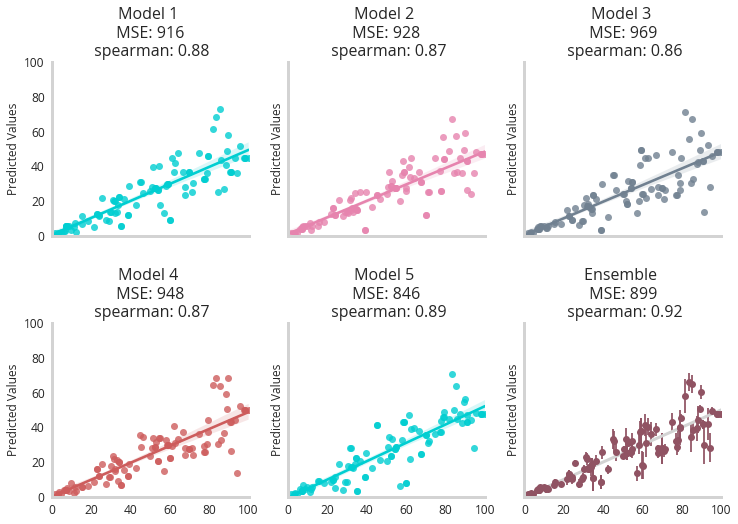 Model 1
MSE: 916
spearman: 0.88
Model 2
MSE: 928
spearman: 0.87
Model 3
MSE: 969
spearman: 0.86
100
80
60
40
20
0
Predicted Values
Predicted Values
Predicted Values
Model 4
MSE: 948
spearman: 0.87
Model 5
MSE: 846
spearman: 0.89
Ensemble
MSE: 899
spearman: 0.92
100
80
60
40
20
0
Predicted Values
Predicted Values
Predicted Values
0 20 40 60 80 100
0 20 40 60 80 100
0 20 40 60 80 100